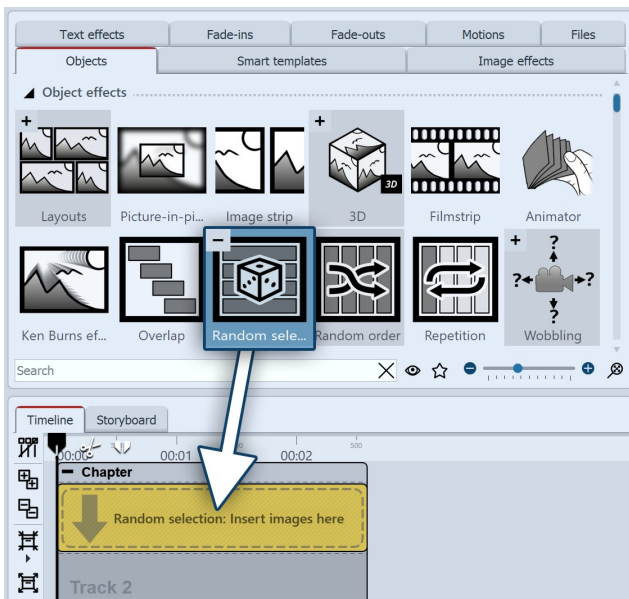 Text effects Fade-ins Fade-outs Motions Files
Objects Smart templates Image effects
Object effects
Layouts Picture-in-pi... Image strip 3D Filmstrip Animator
3D
Ken Burns ef... Overlap Random sele... Random order Repetition Wobbling
Search
Timeline Storyboard
00:01 00:02 500
Chapter
Random selection: Insert images here
Track 2